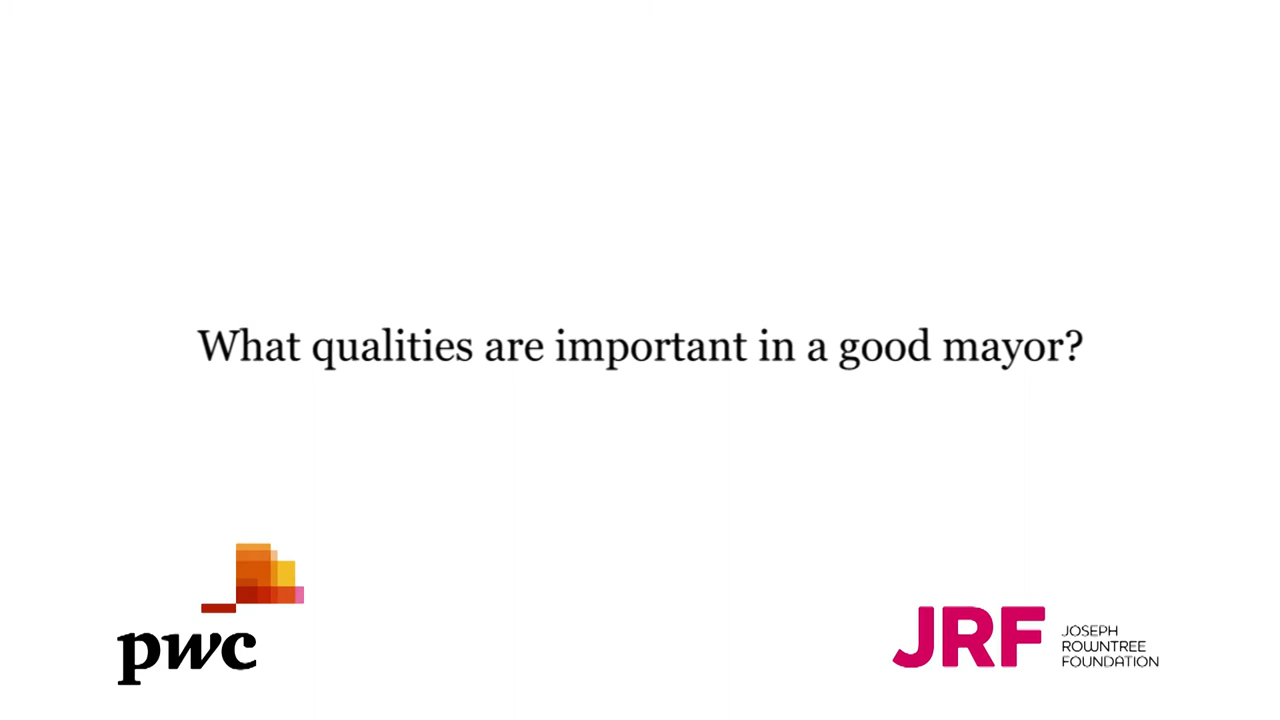 What qualities are important in a good mayor?
pwc
JRF
JOSEPH
ROWNTREE
FOUNDATION